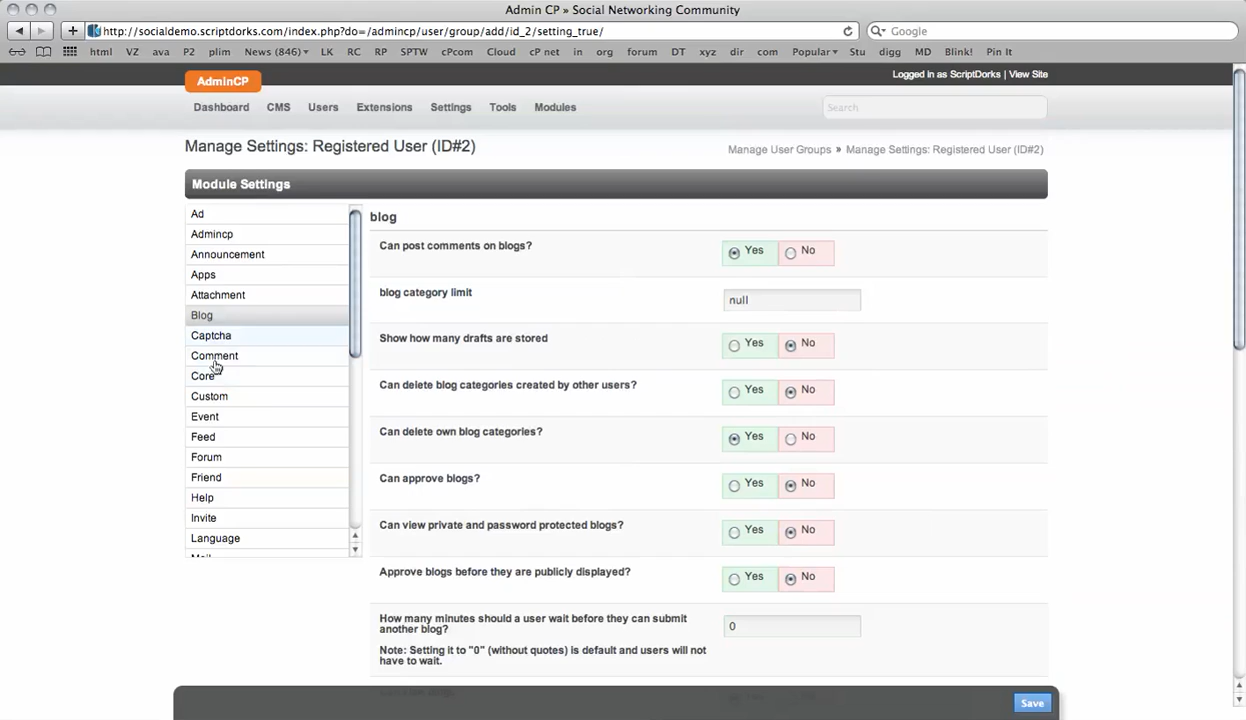 Admin CP » Social Networking Community
http://socialdemo.scriptdorks.com/index.php?do=/admincp/user/group/add/id_2/setting_true/
Google
html VZ ava P2 plim News (846) LK RC RP SPTW cPcom Cloud cP net in org forum DT xyz dir com Popular Stu digg MD Blink! Pin It
AdminCP
Logged in as ScriptDorks | View Site
Dashboard CMS Users Extensions Settings Tools Modules
Search
Manage Settings: Registered User (ID#2)
Manage User Groups » Manage Settings: Registered User (ID#2)
Module Settings
Ad
Admincp
Announcement
Apps
Attachment
Blog
Captcha
Comment
Core
Custom
Event
Feed
Forum
Friend
Help
Invite
Language
Mail
blog
Can post comments on blogs?
Yes No
blog category limit
null
Show how many drafts are stored
Yes No
Can delete blog categories created by other users?
Yes No
Can delete own blog categories?
Yes No
Can approve blogs?
Yes No
Can view private and password protected blogs?
Yes No
Approve blogs before they are publicly displayed?
Yes No
How many minutes should a user wait before they can submit
another blog?
0
Note: Setting it to "0" (without quotes) is default and users will not
have to wait.
Save